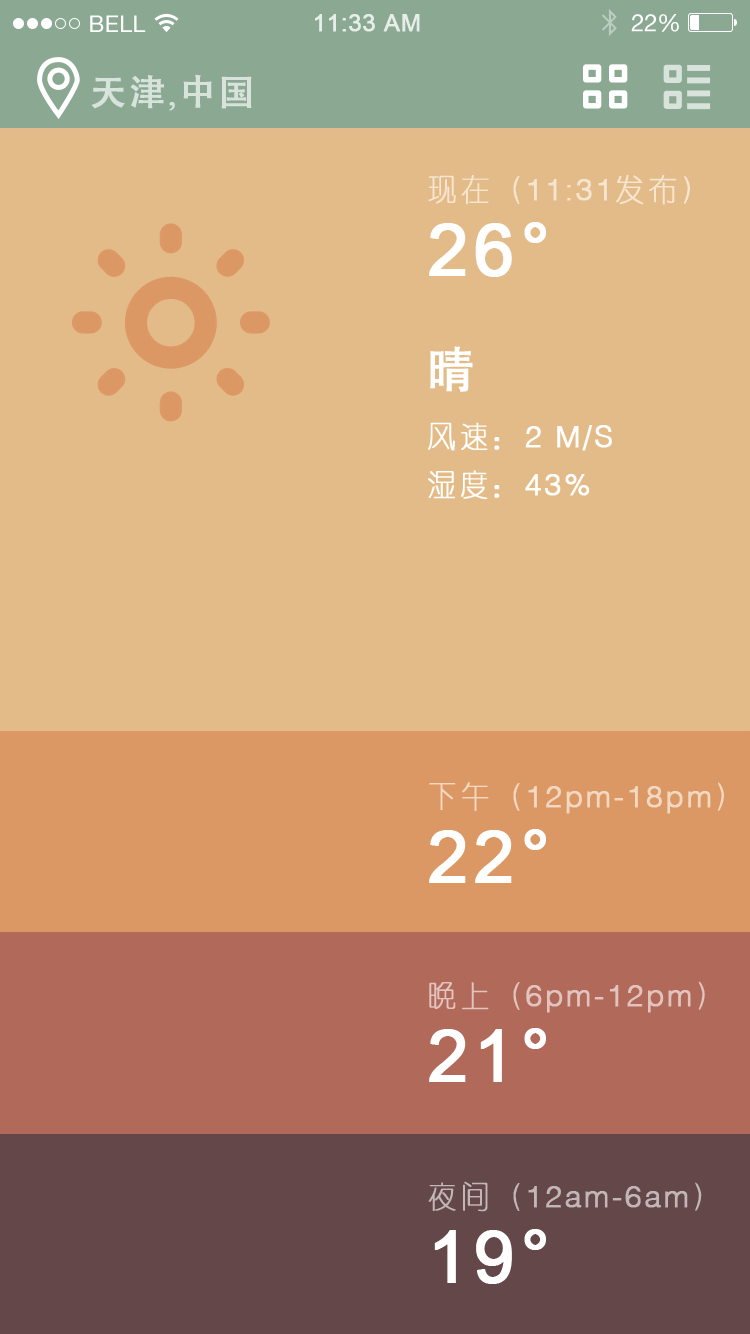 BELL 11:33 AM 22%
天津,中国
现在（11:31发布）
26°
晴
风速：2 M/S
湿度：43%
下午（12pm-18pm）
22°
晚上（6pm-12pm）
21°
夜间（12am-6am）
19°